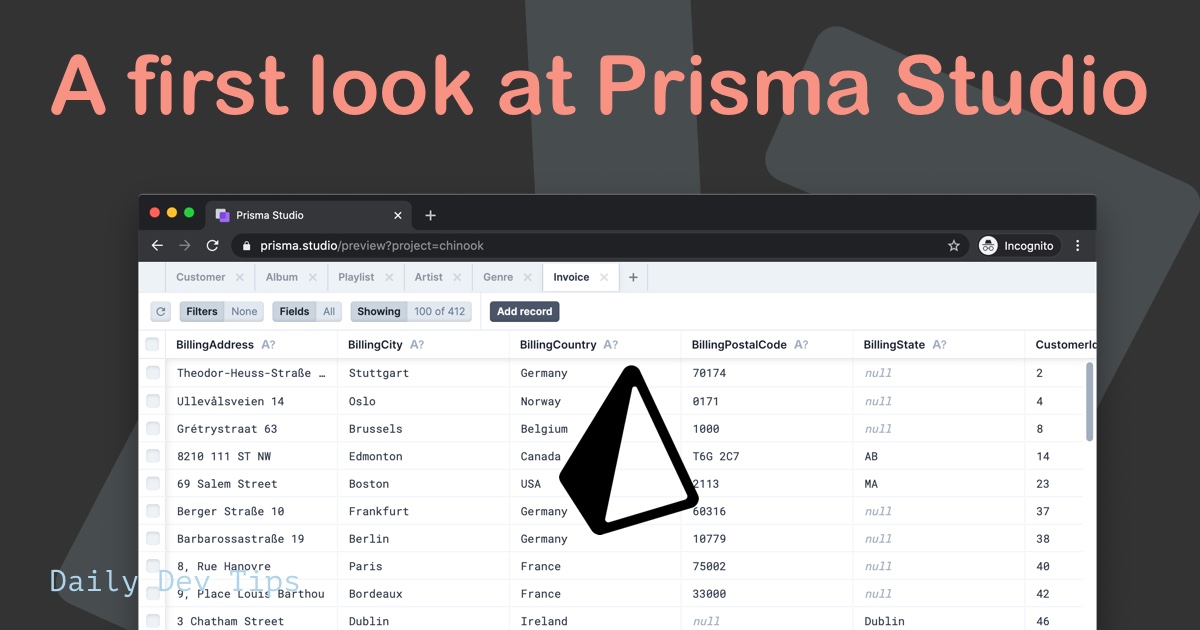 A first look at Prisma Studio
Prisma Studio
prisma.studio/preview?project=chinook
Incognito
Customer Album Playlist Artist Genre Invoice
Filters None Fields All Showing 100 of 412 Add record
BillingAddress A? BillingCity A? BillingCountry A? BillingPostalCode A? BillingState A? CustomerId
Theodor-Heuss-Straße … Stuttgart Germany 70174 null 2
Ullevålsveien 14 Oslo Norway 0171 null 4
Grétrystraat 63 Brussels Belgium 1000 null 8
8210 111 ST NW Edmonton Canada T6G 2C7 AB 14
69 Salem Street Boston USA 2113 MA 23
Berger Straße 10 Frankfurt Germany 60316 null 37
Barbarossastraße 19 Berlin Germany 10779 null 38
8, Rue Hanovre Paris France 75002 null 40
Daily Dev Tips
9, Place Louis Barthou Bordeaux France 33000 null 42
3 Chatham Street Dublin Ireland null Dublin 46